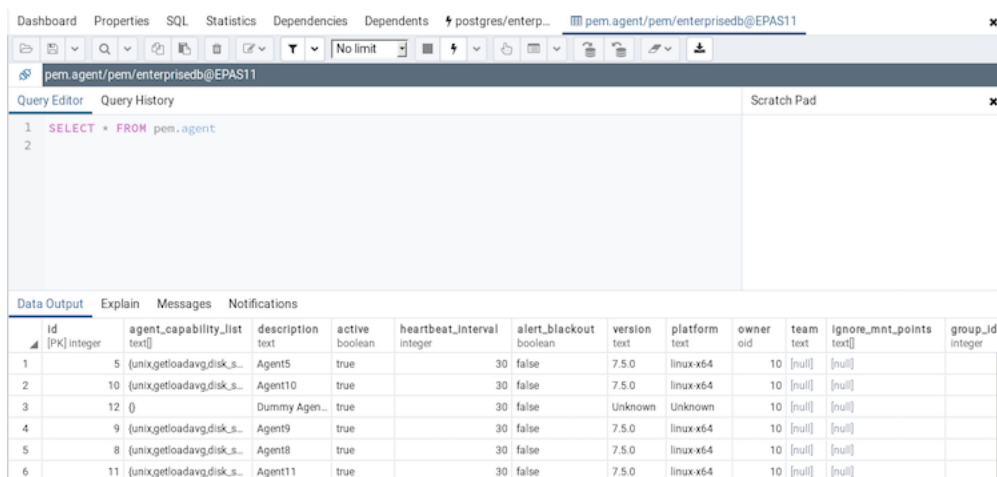 Dashboard Properties SQL Statistics Dependencies Dependents postgres/enterp... pem.agent/pem/enterprisedb@EPAS11
No limit
pem.agent/pem/enterprisedb@EPAS11
Query Editor Query History Scratch Pad
1 SELECT * FROM pem.agent
2
Data Output Explain Messages Notifications
id agent_capability_list description active heartbeat_interval alert_blackout version platform owner team ignore_mnt_points group_id
[PK] integer text[] text boolean integer boolean text text oid text text[] integer
1 5 {unix,getloadavg,disk_s... Agent5 true 30 false 7.5.0 linux-x64 10 [null] [null]
2 10 {unix,getloadavg,disk_s... Agent10 true 30 false 7.5.0 linux-x64 10 [null] [null]
3 12 {} Dummy Agen... true 30 false Unknown Unknown 10 [null] [null]
4 9 {unix,getloadavg,disk_s... Agent9 true 30 false 7.5.0 linux-x64 10 [null] [null]
5 8 {unix,getloadavg,disk_s... Agent8 true 30 false 7.5.0 linux-x64 10 [null] [null]
6 11 {unix,getloadavg,disk_s... Agent11 true 30 false 7.5.0 linux-x64 10 [null] [null]